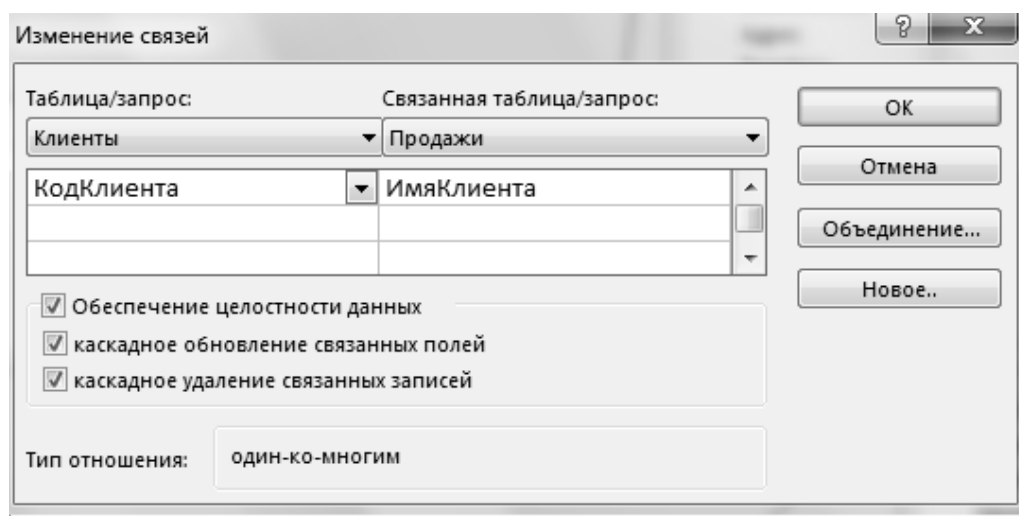 Изменение связей
Таблица/запрос: Связанная таблица/запрос:
Клиенты Продажи
КодКлиента ИмяКлиента
Обеспечение целостности данных
каскадное обновление связанных полей
каскадное удаление связанных записей
Тип отношения: один-ко-многим
ОК
Отмена
Объединение...
Новое..